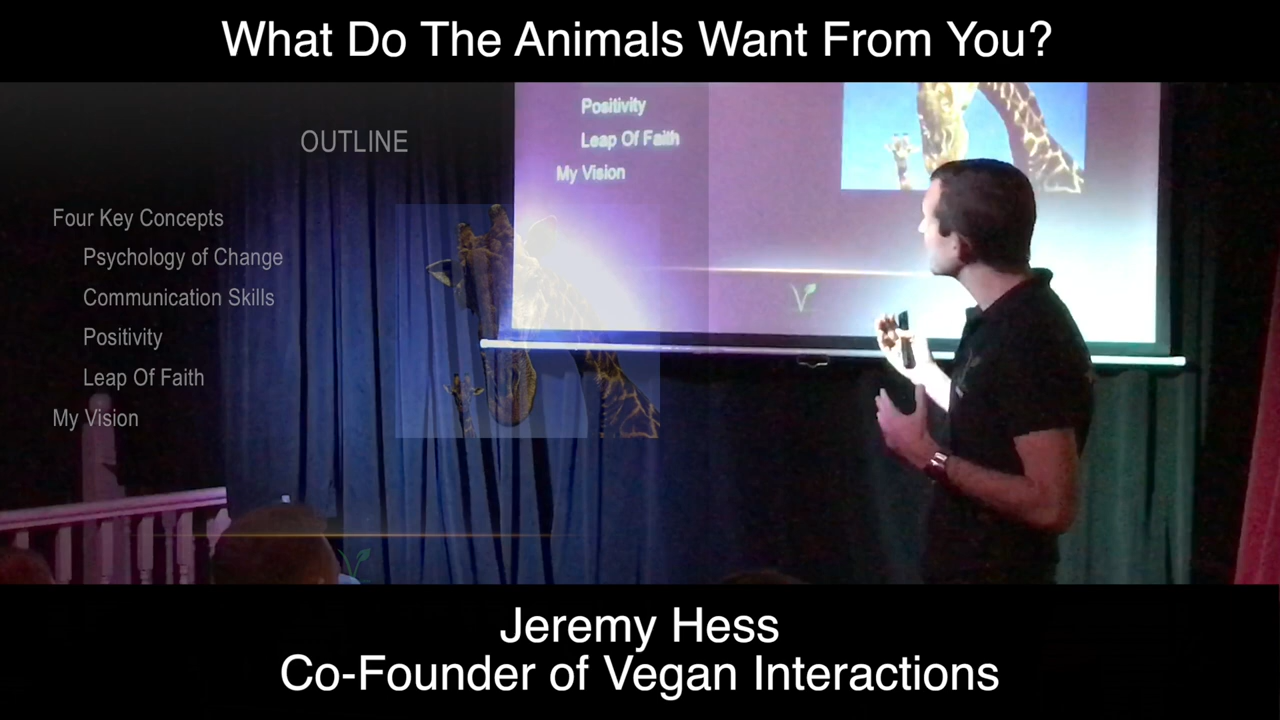 What Do The Animals Want From You?
OUTLINE
Four Key Concepts
Psychology of Change
Communication Skills
Positivity
Leap Of Faith
My Vision
Positivity
Leap Of Faith
My Vision
Jeremy Hess
Co-Founder of Vegan Interactions